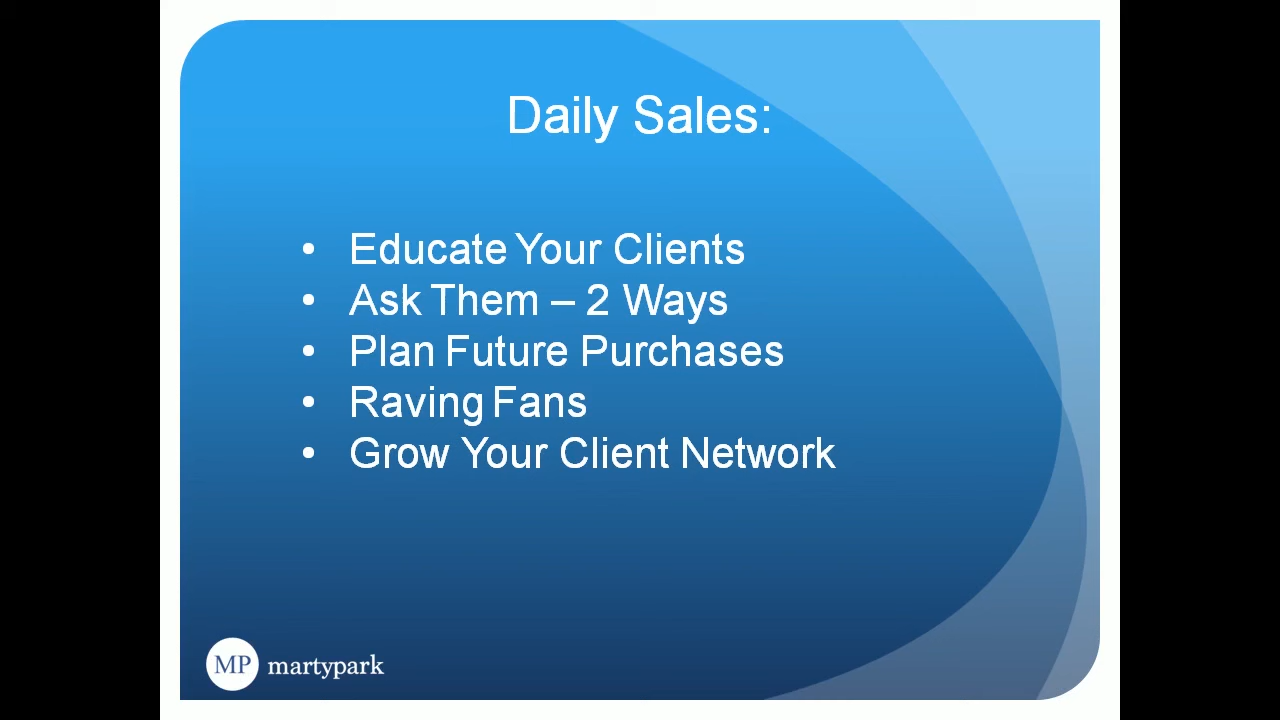 Daily Sales:
• Educate Your Clients
• Ask Them – 2 Ways
• Plan Future Purchases
• Raving Fans
• Grow Your Client Network
MP martypark